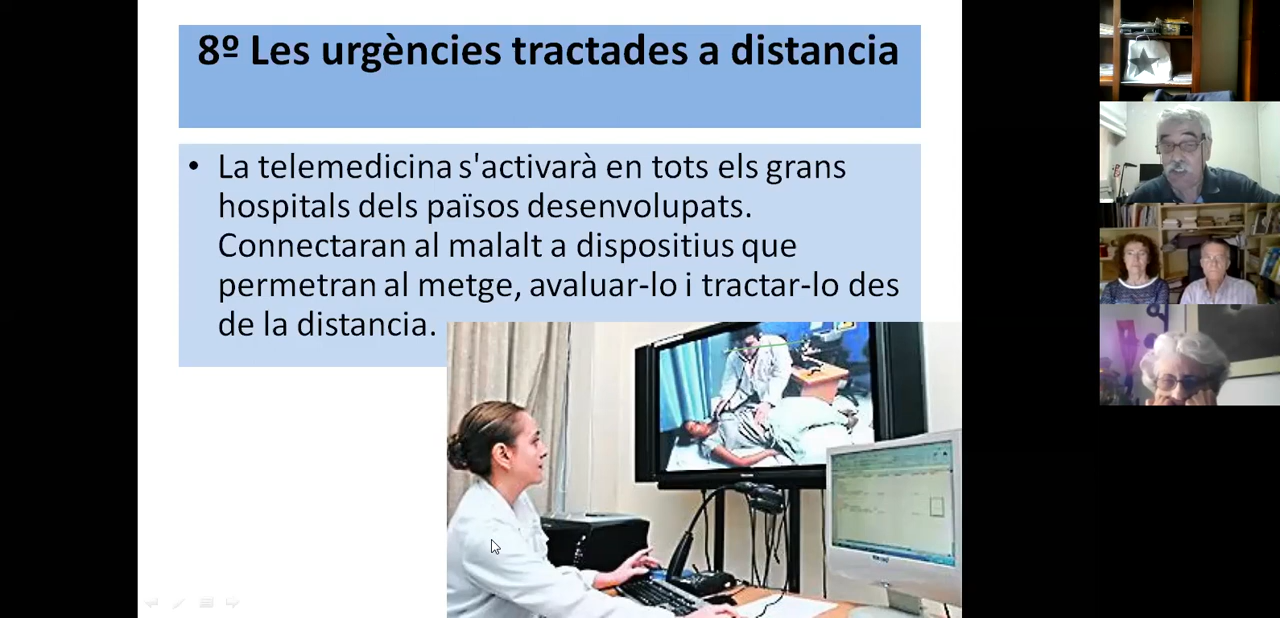 8º Les urgències tractades a distancia
• La telemedicina s'activarà en tots els grans
hospitals dels països desenvolupats.
Connectaran al malalt a dispositius que
permetran al metge, avaluar-lo i tractar-lo des
de la distancia.